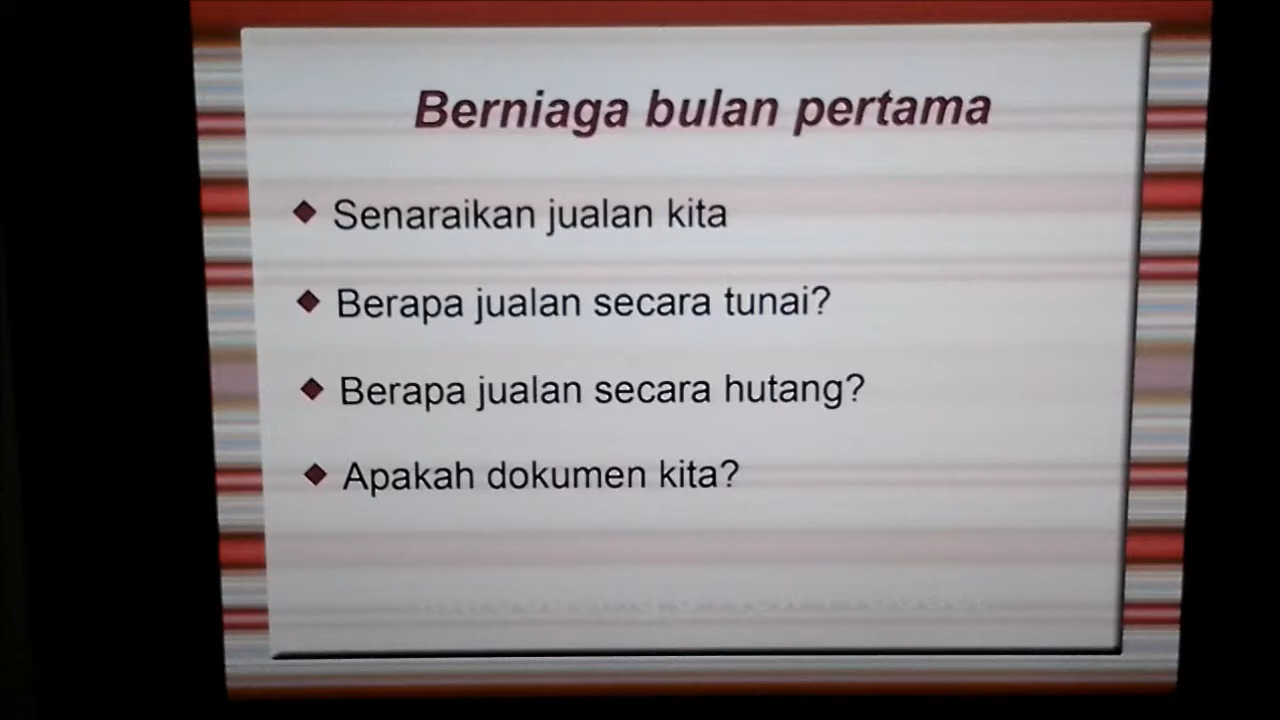 Berniaga bulan pertama
Senaraikan jualan kita
Berapa jualan secara tunai?
Berapa jualan secara hutang?
Apakah dokumen kita?